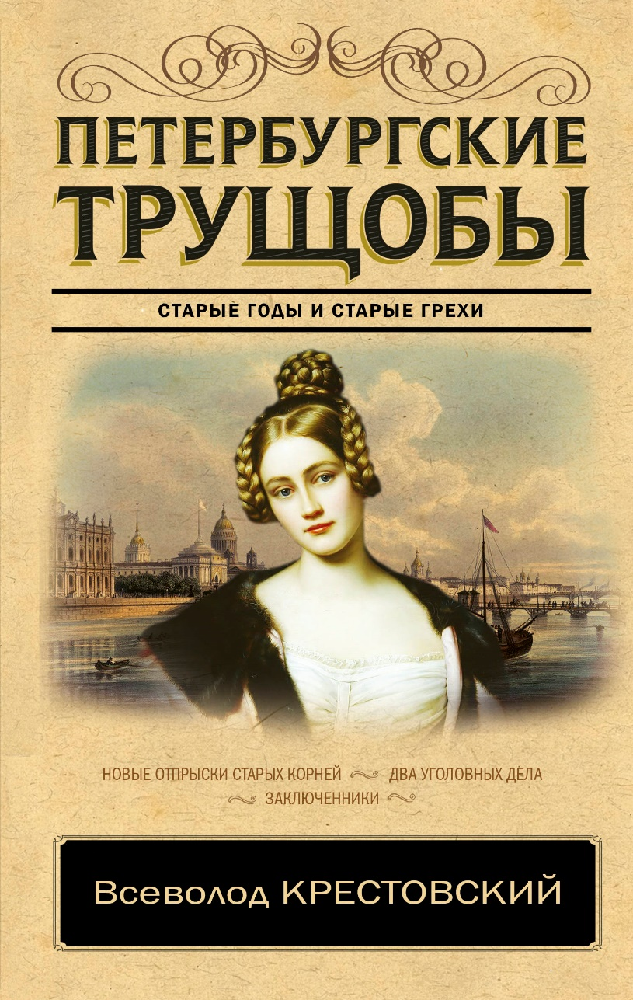 ПЕТЕРБУРГСКИЕ
ТРУЩОБЫ
СТАРЫЕ ГОДЫ И СТАРЫЕ ГРЕХИ
НОВЫЕ ОТПРЫСКИ СТАРЫХ КОРНЕЙ ДВА УГОЛОВНЫХ ДЕЛА
ЗАКЛЮЧЕННИКИ
Всеволод КРЕСТОВСКИЙ